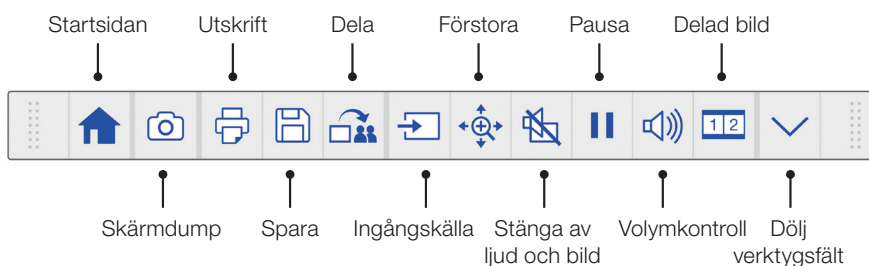 Startsidan Utskrift Dela Förstora Pausa Delad bild
1 2
Skärmdump Spara Ingångskälla Stänga av ljud och bild Volymkontroll Dölj verktygsfält